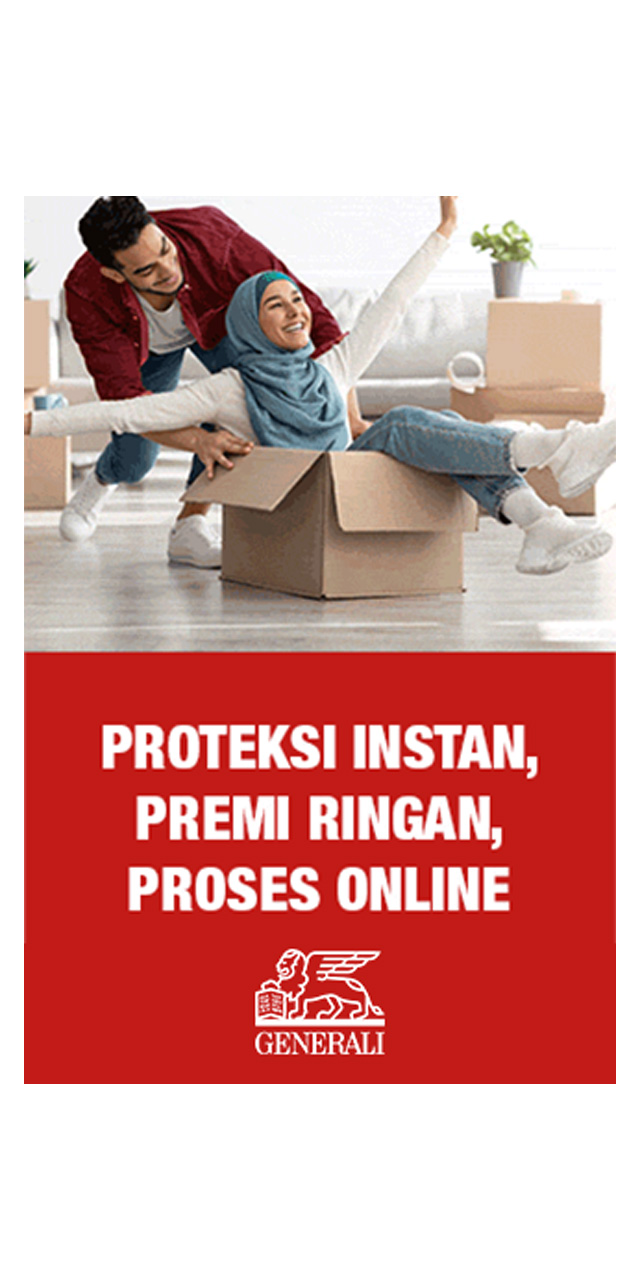 PROTEKSI INSTAN,
PREMI RINGAN,
PROSES ONLINE
GENERALI